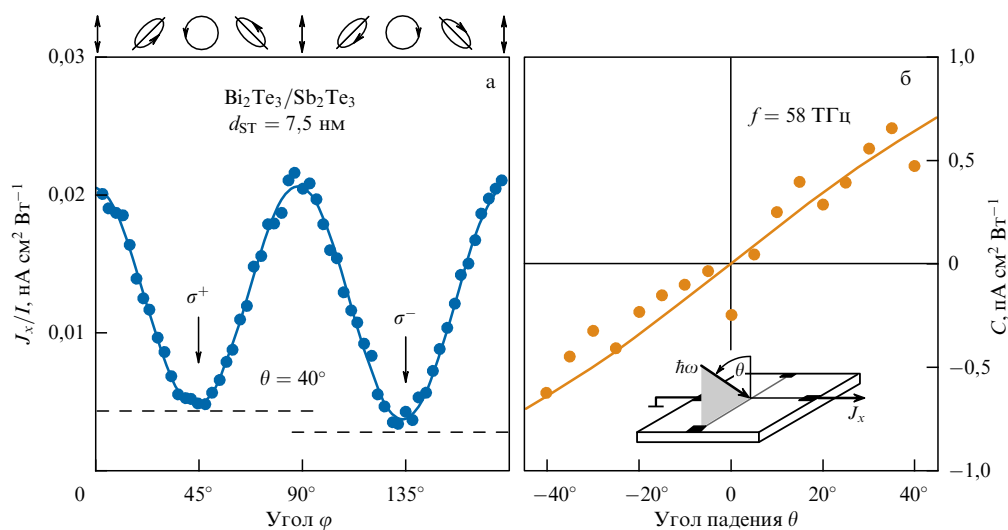 а
Bi₂Te₃/Sb₂Te₃
d_ST = 7,5 нм
σ⁺
σ⁻
θ = 40°
0,03
0,02
0,01
0
J_x/I, нА см² Вт⁻¹
0
45°
90°
135°
Угол φ
б
f = 58 ТГц
ℏω
θ
J_x
1,0
0,5
0
−0,5
−1,0
C, пА см² Вт⁻¹
−40°
−20°
0
20°
40°
Угол падения θ